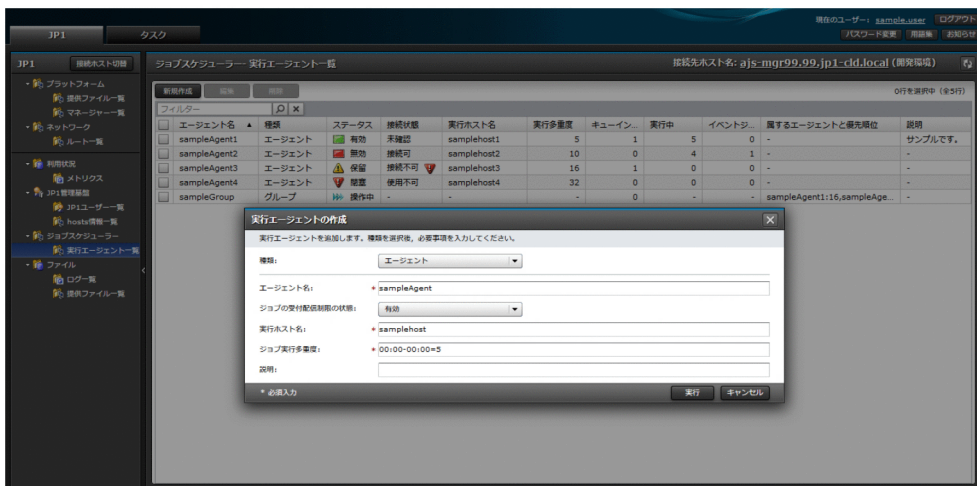 現在のユーザー: sample.user ログアウト
JP1 タスク パスワード変更 用語集 お知らせ
JP1 接続ホスト切替 ジョブスケジューラー - 実行エージェント一覧 接続先ホスト名: ajs-mgr99.99.jp1-cld.local (開発環境)
- プラットフォーム
提供ファイル一覧
マネージャー一覧
- ネットワーク
ルート一覧
- 利用状況
メトリクス
- JP1管理基盤
JP1ユーザー一覧
hosts情報一覧
- ジョブスケジューラー
実行エージェント一覧
- ファイル
ログ一覧
提供ファイル一覧
新規作成 編集 削除 0行を選択中 (全5行)
フィルター
エージェント名 ▲ 種類 ステータス 接続状態 実行ホスト名 実行多重度 キューイン... 実行中 イベントジ... 属するエージェントと優先順位 説明
sampleAgent1 エージェント 有効 未確認 samplehost1 5 1 5 0 - サンプルです。
sampleAgent2 エージェント 無効 接続可 samplehost2 10 0 4 1 - -
sampleAgent3 エージェント 保留 接続不可 samplehost3 16 1 0 0 - -
sampleAgent4 エージェント 閉塞 使用不可 samplehost4 32 0 0 0 - -
sampleGroup グループ 操作中 - - - 0 - - sampleAgent1:16,sampleAge... -
実行エージェントの作成
実行エージェントを追加します。種類を選択後，必要事項を入力してください。
種類: エージェント
エージェント名: * sampleAgent
ジョブの受付配信制限の状態: 有効
実行ホスト名: * samplehost
ジョブ実行多重度: * 00:00-00:00=5
説明:
* 必須入力 実行 キャンセル